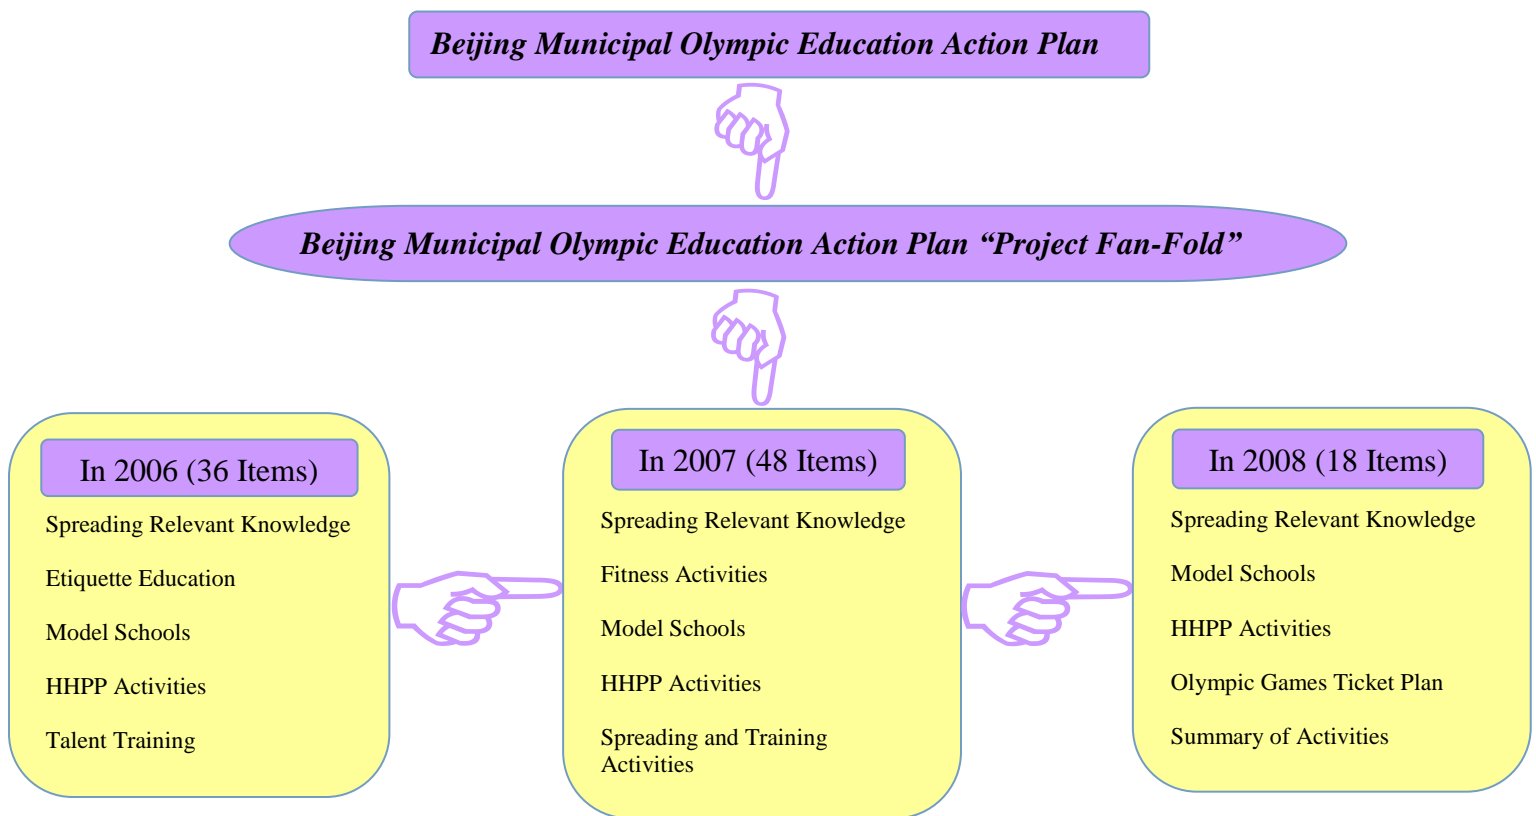 Beijing Municipal Olympic Education Action Plan
Beijing Municipal Olympic Education Action Plan “Project Fan-Fold”
In 2006 (36 Items)
Spreading Relevant Knowledge
Etiquette Education
Model Schools
HHPP Activities
Talent Training
In 2007 (48 Items)
Spreading Relevant Knowledge
Fitness Activities
Model Schools
HHPP Activities
Spreading and Training
Activities
In 2008 (18 Items)
Spreading Relevant Knowledge
Model Schools
HHPP Activities
Olympic Games Ticket Plan
Summary of Activities